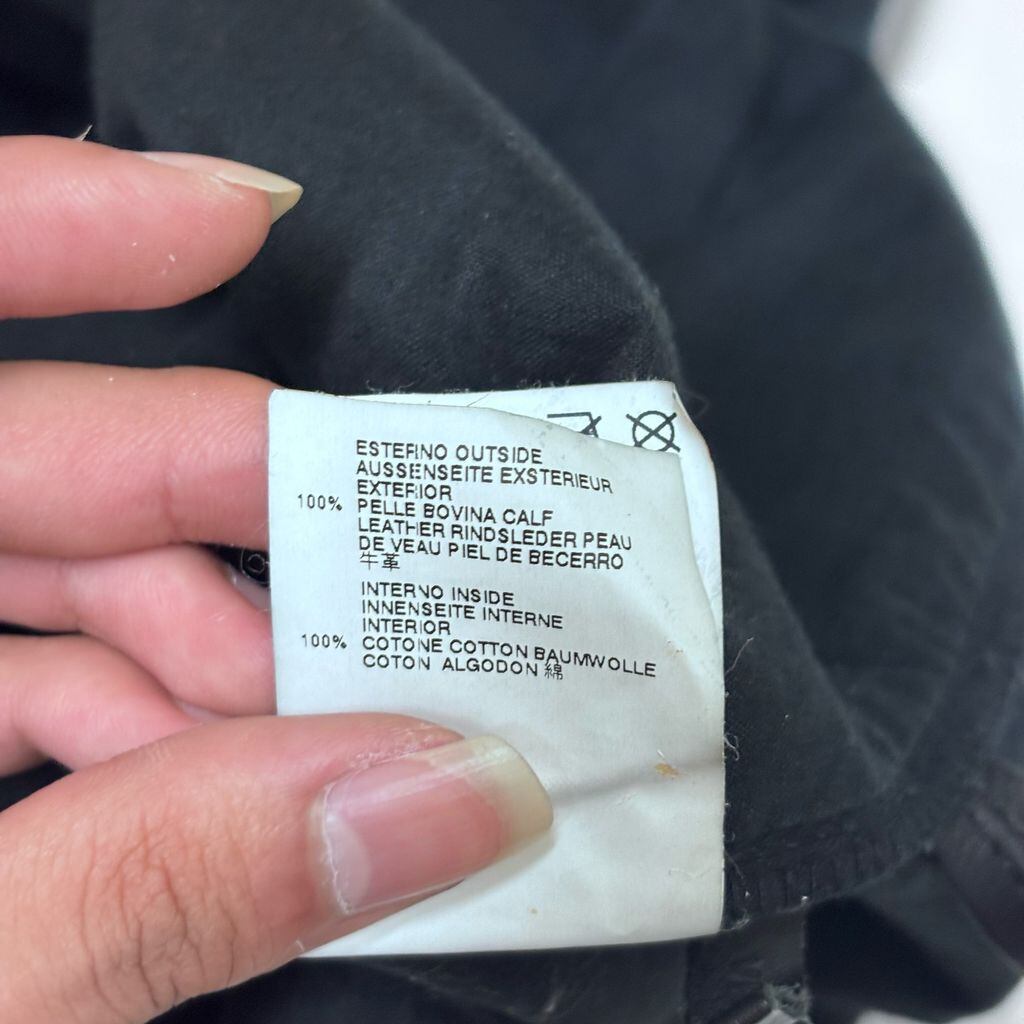 ESTERNO OUTSIDE
AUSSENSEITE EXSTERIEUR
EXTERIOR
100% PELLE BOVINA CALF
LEATHER RINDSLEDER PEAU
DE VEAU PIEL DE BECERRO
牛革
INTERNO INSIDE
INNENSEITE INTERNE
INTERIOR
100% COTONE COTTON BAUMWOLLE
COTON ALGODON 綿